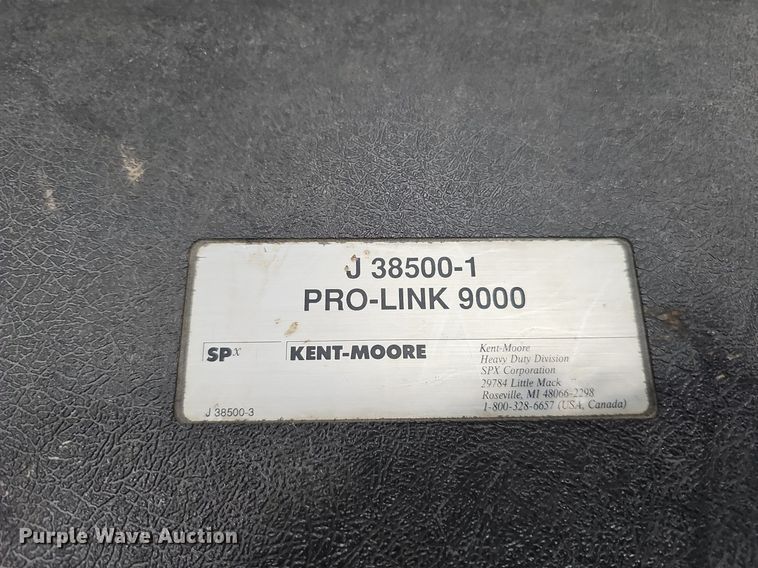 J 38500-1
PRO-LINK 9000
SPx
KENT-MOORE
Kent-Moore
Heavy Duty Division
SPX Corporation
29784 Little Mack
Roseville, MI 48066-2298
1-800-328-6657 (USA, Canada)
J 38500-3
Purple Wave Auction